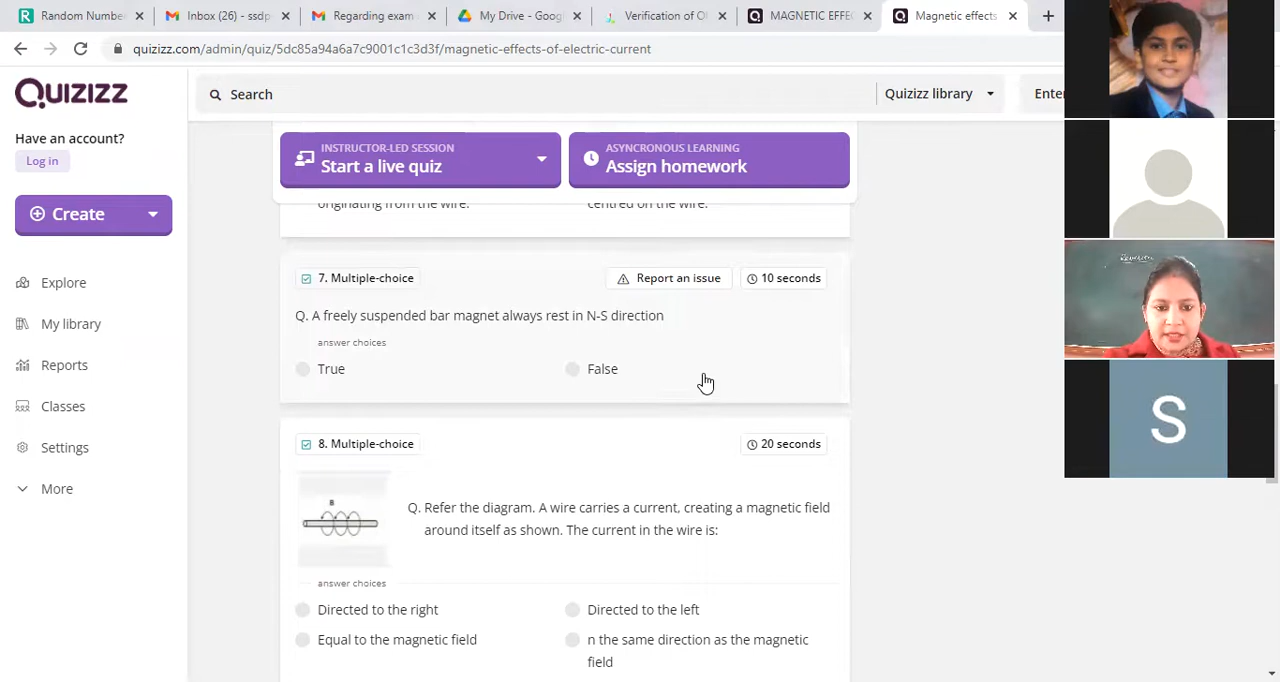 Random Numbe
Inbox (26) - ssdp
Regarding exam
My Drive - Goog
Verification of O
MAGNETIC EFFE
Magnetic effects
quizizz.com/admin/quiz/5dc85a94a6a7c9001c1c3d3f/magnetic-effects-of-electric-current
QUIZIZZ
Search
Quizizz library
Enter
Have an account?
Log in
Create
Explore
My library
Reports
Classes
Settings
More
INSTRUCTOR-LED SESSION
Start a live quiz
ASYNCRONOUS LEARNING
Assign homework
originating from the wire.
centred on the wire.
7. Multiple-choice
Report an issue
10 seconds
Q. A freely suspended bar magnet always rest in N-S direction
answer choices
True
False
8. Multiple-choice
20 seconds
B
Q. Refer the diagram. A wire carries a current, creating a magnetic field
around itself as shown. The current in the wire is:
answer choices
Directed to the right
Directed to the left
Equal to the magnetic field
n the same direction as the magnetic
field
S